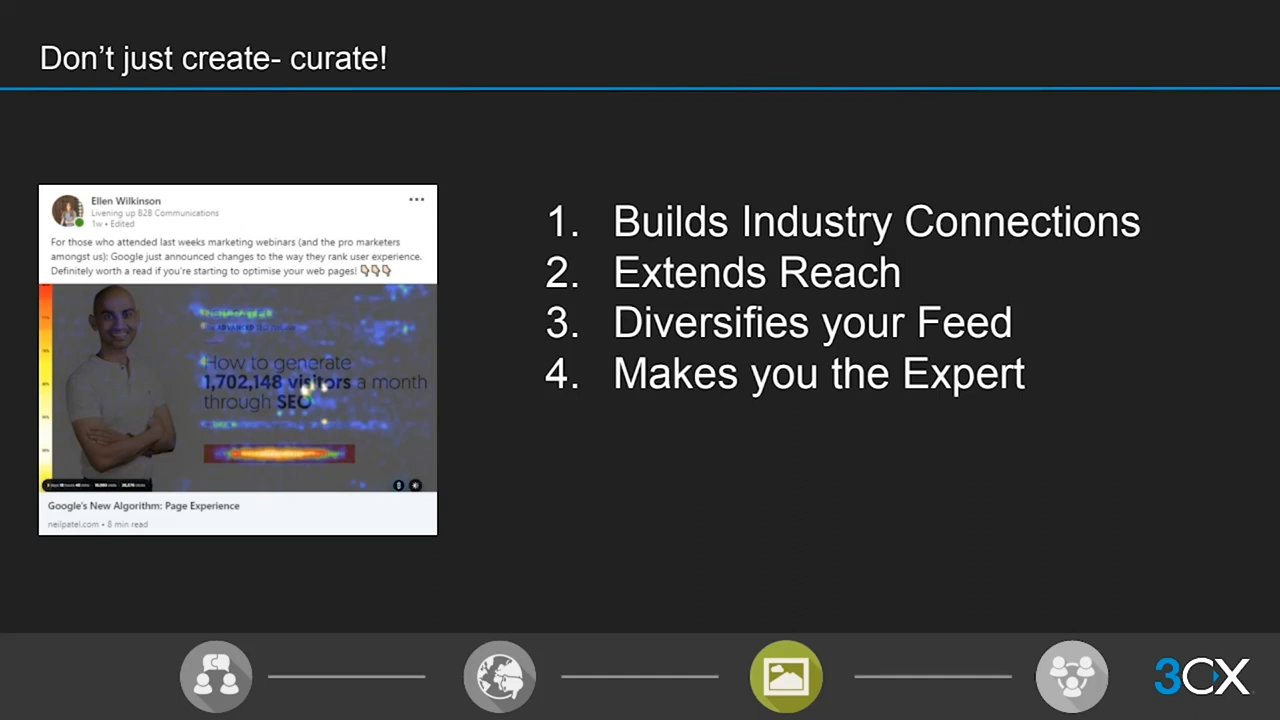 Don't just create- curate!
Ellen Wilkinson
Livening up B2B Communications
1w • Edited
For those who attended last weeks marketing webinars (and the pro marketers
amongst us): Google just announced changes to the way they rank user experience.
Definitely worth a read if you're starting to optimise your web pages!
How to generate
1,702,148 visitors a month
through SEO
Google's New Algorithm: Page Experience
neilpatel.com • 8 min read
1. Builds Industry Connections
2. Extends Reach
3. Diversifies your Feed
4. Makes you the Expert
3CX